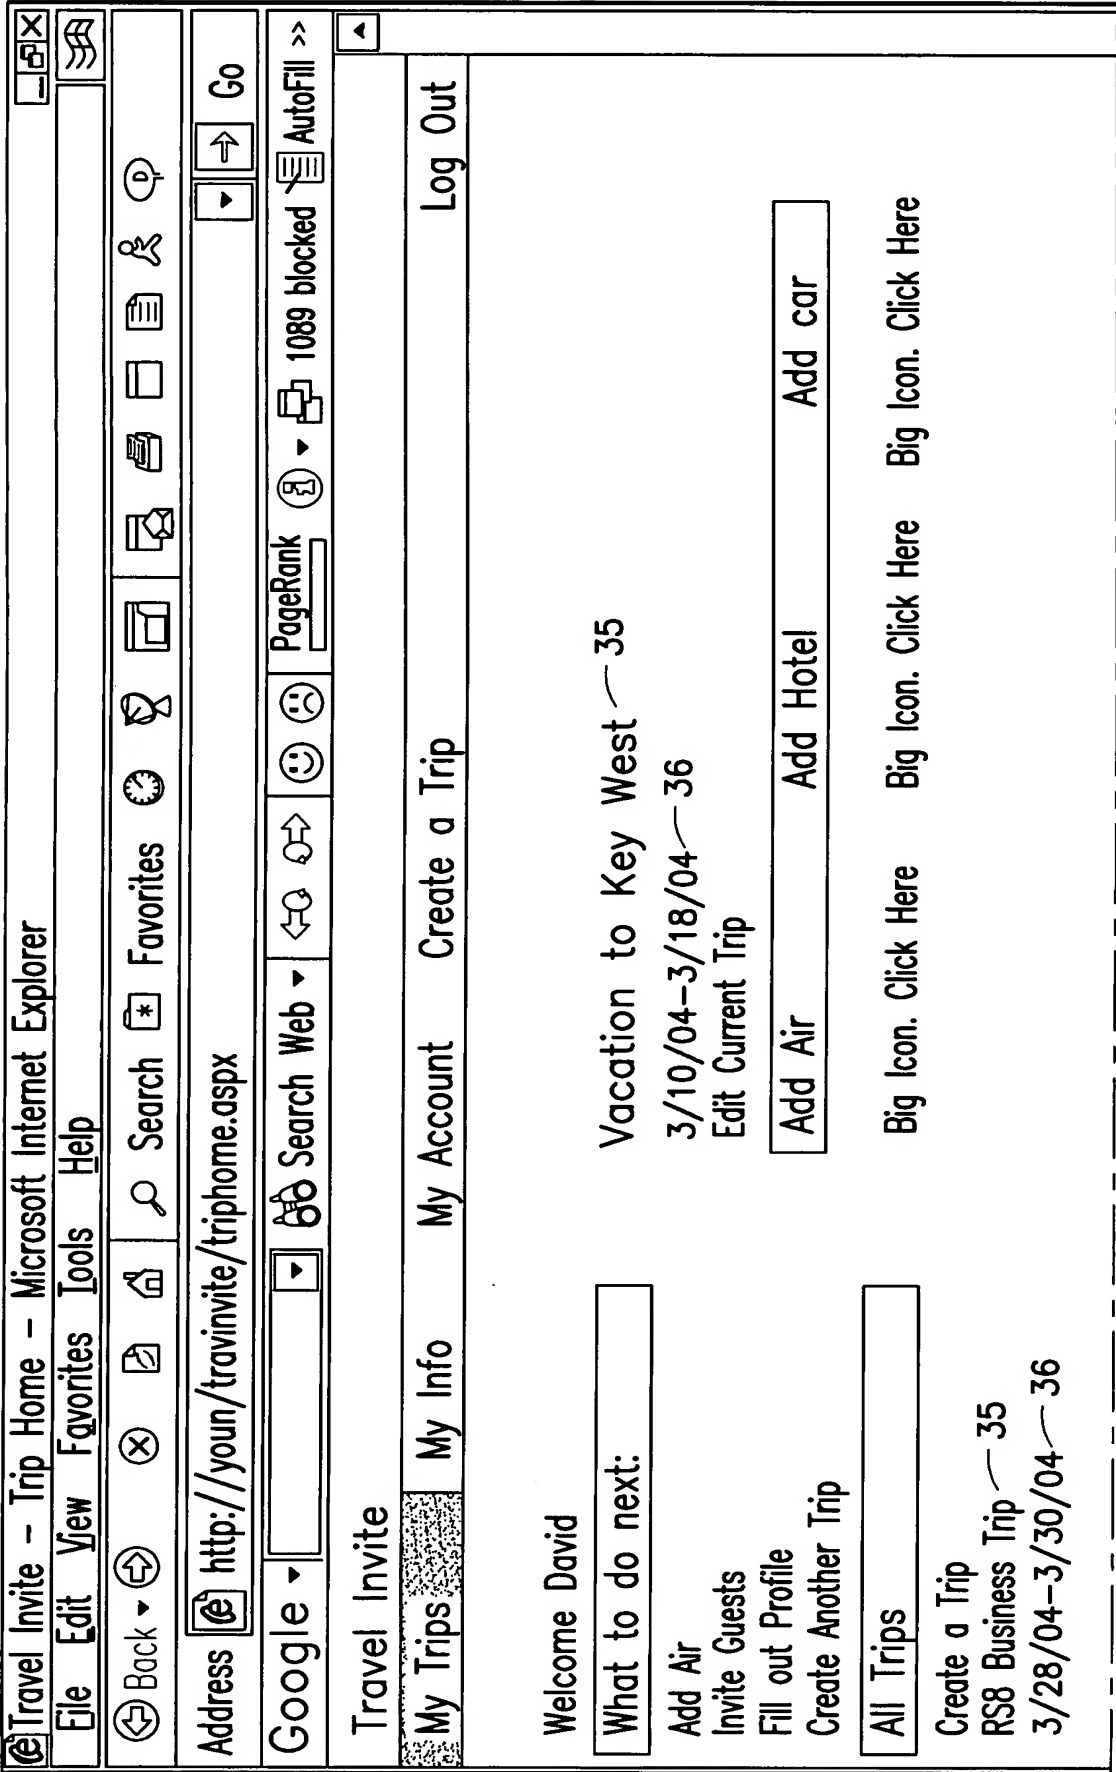 Travel Invite – Trip Home – Microsoft Internet Explorer
File Edit View Favorites Tools Help
Back Search Favorites
Address http://youn/travinvite/triphome.aspx Go
Google Search Web PageRank 1089 blocked AutoFill >>
Travel Invite
My Trips My Info My Account Create a Trip Log Out
Welcome David
What to do next:
Add Air
Invite Guests
Fill out Profile
Create Another Trip
All Trips
Create a Trip
RS8 Business Trip 35
3/28/04–3/30/04 36
Vacation to Key West 35
3/10/04–3/18/04 36
Edit Current Trip
Add Air Add Hotel Add car
Big Icon. Click Here Big Icon. Click Here Big Icon. Click Here